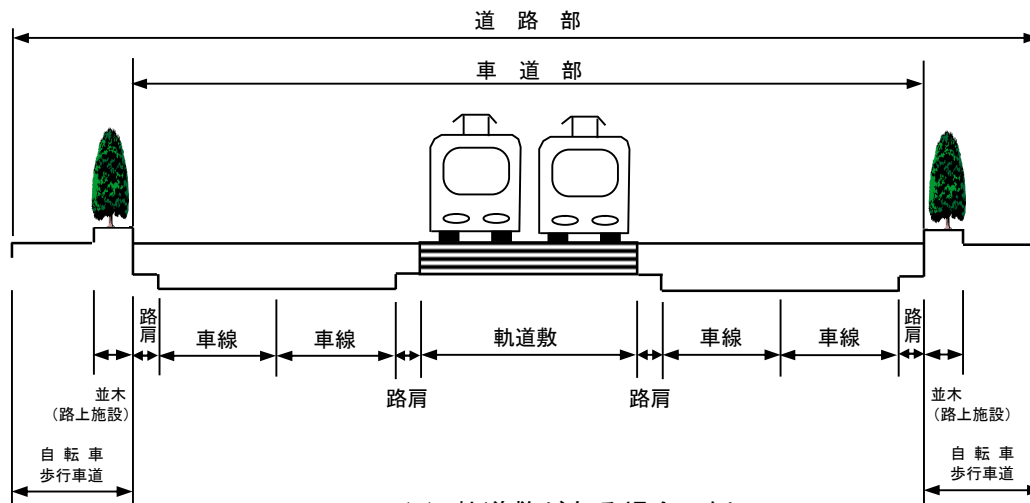 道 路 部
車 道 部
路肩
車線
車線
軌道敷
車線
車線
路肩
路肩
路肩
並木
(路上施設)
並木
(路上施設)
自 転 車
歩行車道
自 転 車
歩行車道